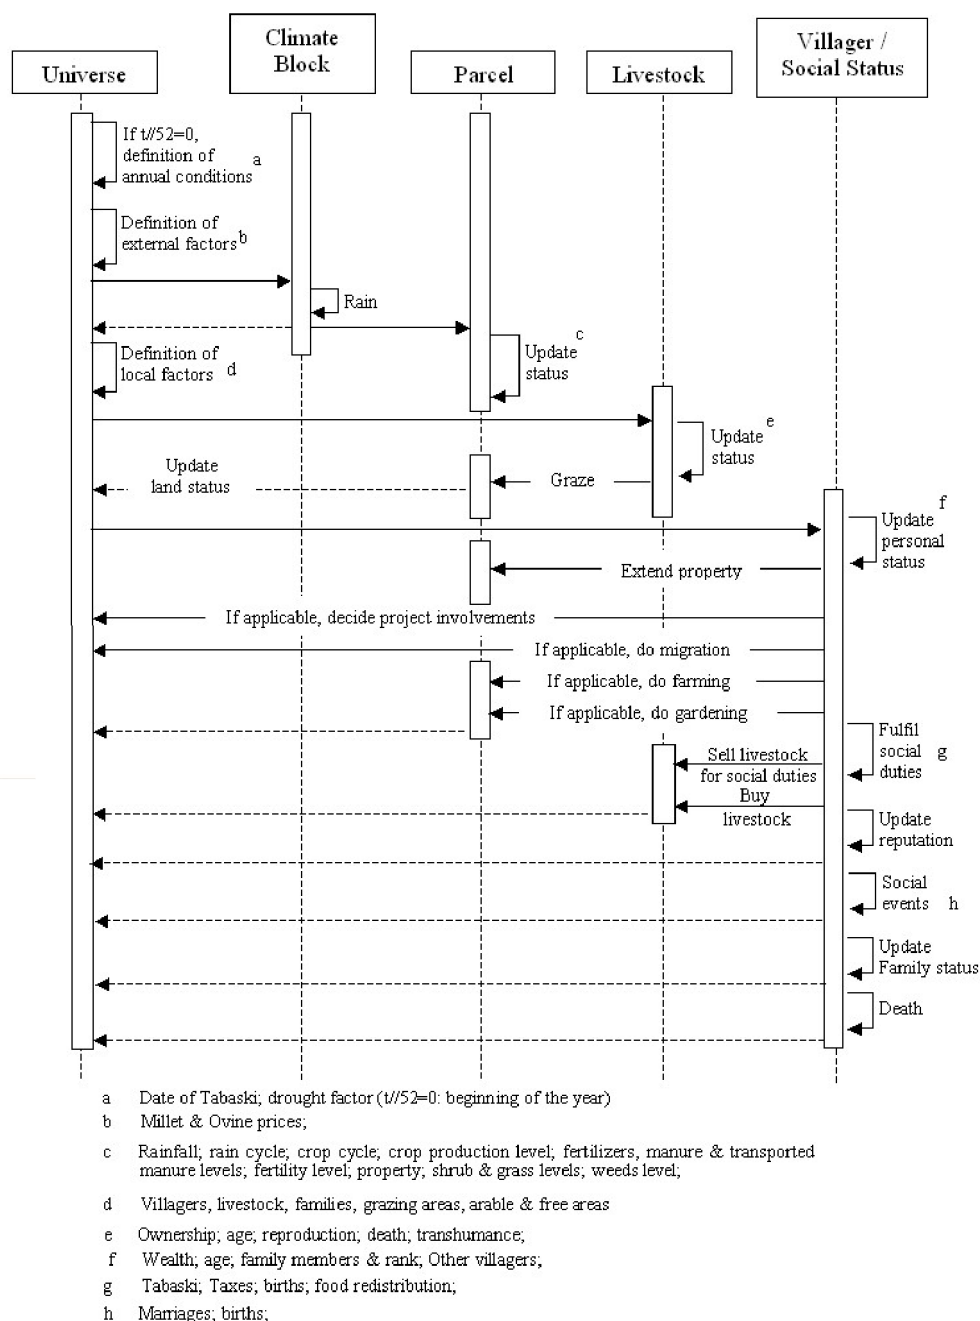 Universe
Climate
Block
Parcel
Livestock
Villager /
Social Status
If t//52=0,
definition of
annual conditions a
Definition of
external factors b
Rain
Definition of
local factors d
Update c
status
Update e
status
Update
land status
Graze
Update f
personal
status
Extend property
If applicable, decide project involvements
If applicable, do migration
If applicable, do farming
If applicable, do gardening
Fulfil
social g
duties
Sell livestock
for social duties
Buy
livestock
Update
reputation
Social
events h
Update
Family status
Death
a Date of Tabaski; drought factor (t//52=0: beginning of the year)
b Millet & Ovine prices;
c Rainfall; rain cycle; crop cycle; crop production level; fertilizers, manure & transported
manure levels; fertility level; property; shrub & grass levels; weeds level;
d Villagers, livestock, families, grazing areas, arable & free areas
e Ownership; age; reproduction; death; transhumance;
f Wealth; age; family members & rank; Other villagers;
g Tabaski; Taxes; births; food redistribution;
h Marriages; births;